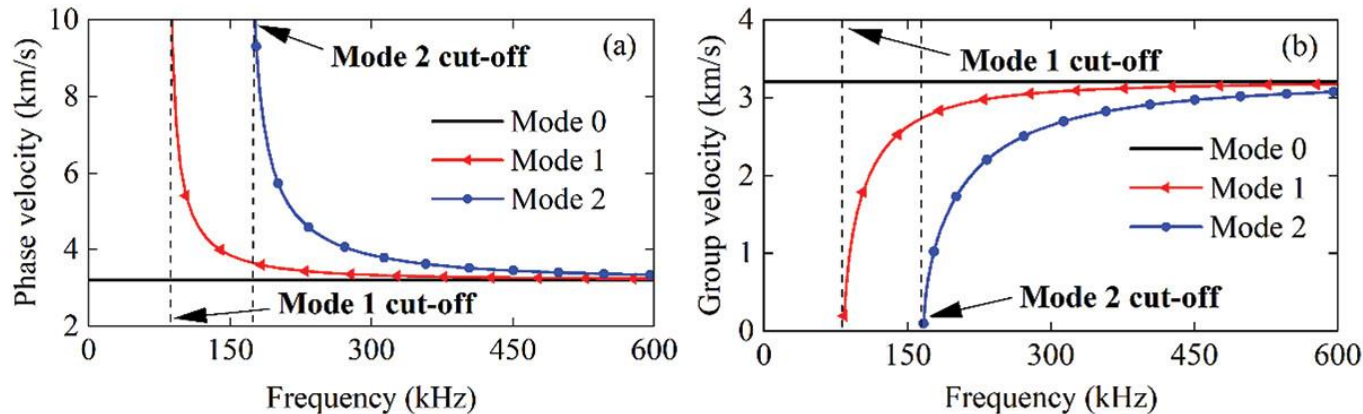 (a)
Phase velocity (km/s)
10
8
6
4
2
Mode 2 cut-off
Mode 0
Mode 1
Mode 2
Mode 1 cut-off
0 150 300 450 600
Frequency (kHz)
(b)
Group velocity (km/s)
4
3
2
1
0
Mode 1 cut-off
Mode 0
Mode 1
Mode 2
Mode 2 cut-off
0 150 300 450 600
Frequency (kHz)